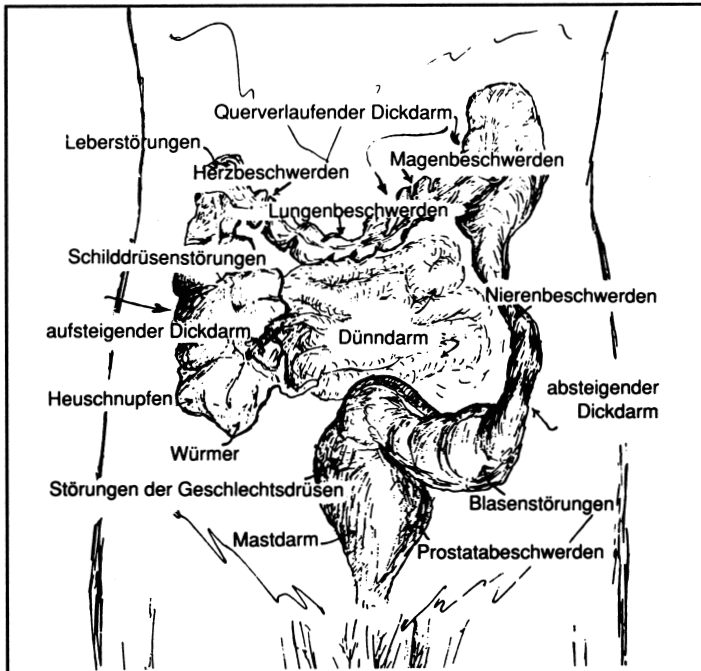 Querverlaufender Dickdarm
Leberstörungen
Magenbeschwerden
Herzbeschwerden
Lungenbeschwerden
Schilddrüsenstörungen
Nierenbeschwerden
aufsteigender Dickdarm
Dünndarm
absteigender
Dickdarm
Heuschnupfen
Würmer
Störungen der Geschlechtsdrüsen
Blasenstörungen
Mastdarm
Prostatabeschwerden